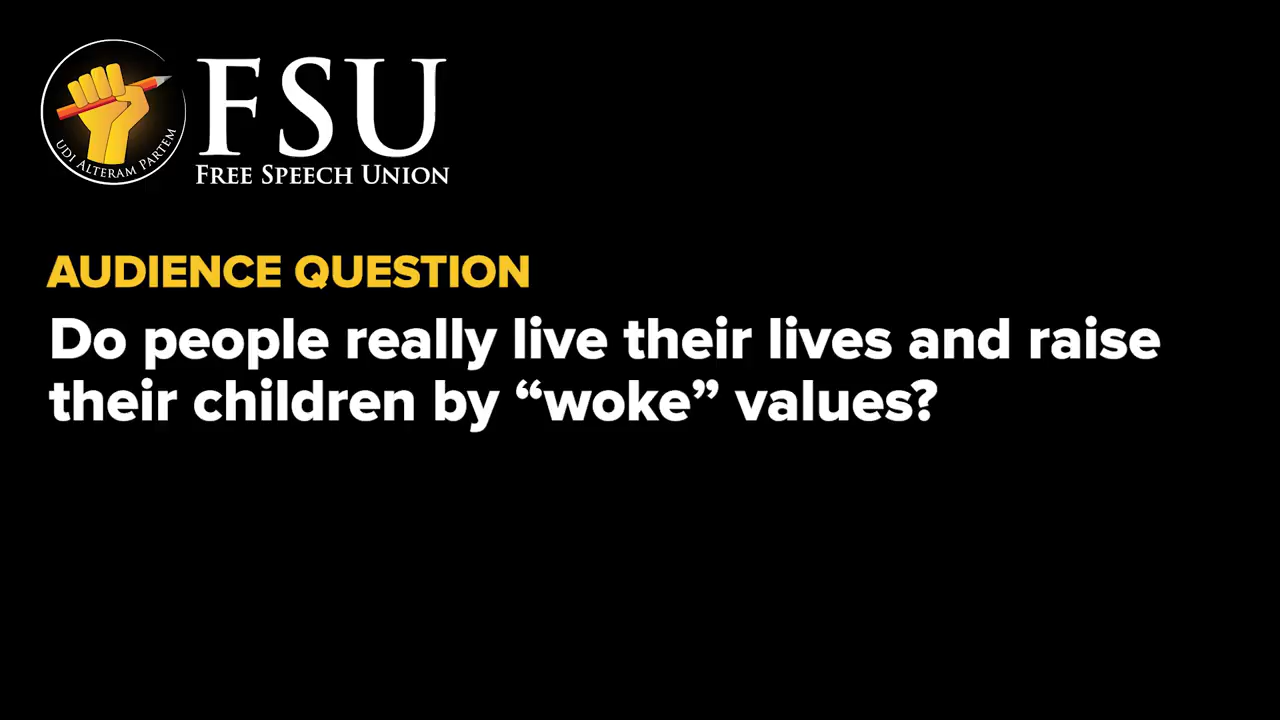 FSU
FREE SPEECH UNION
UDI ALTERAM PARTEM
AUDIENCE QUESTION
Do people really live their lives and raise
their children by “woke” values?